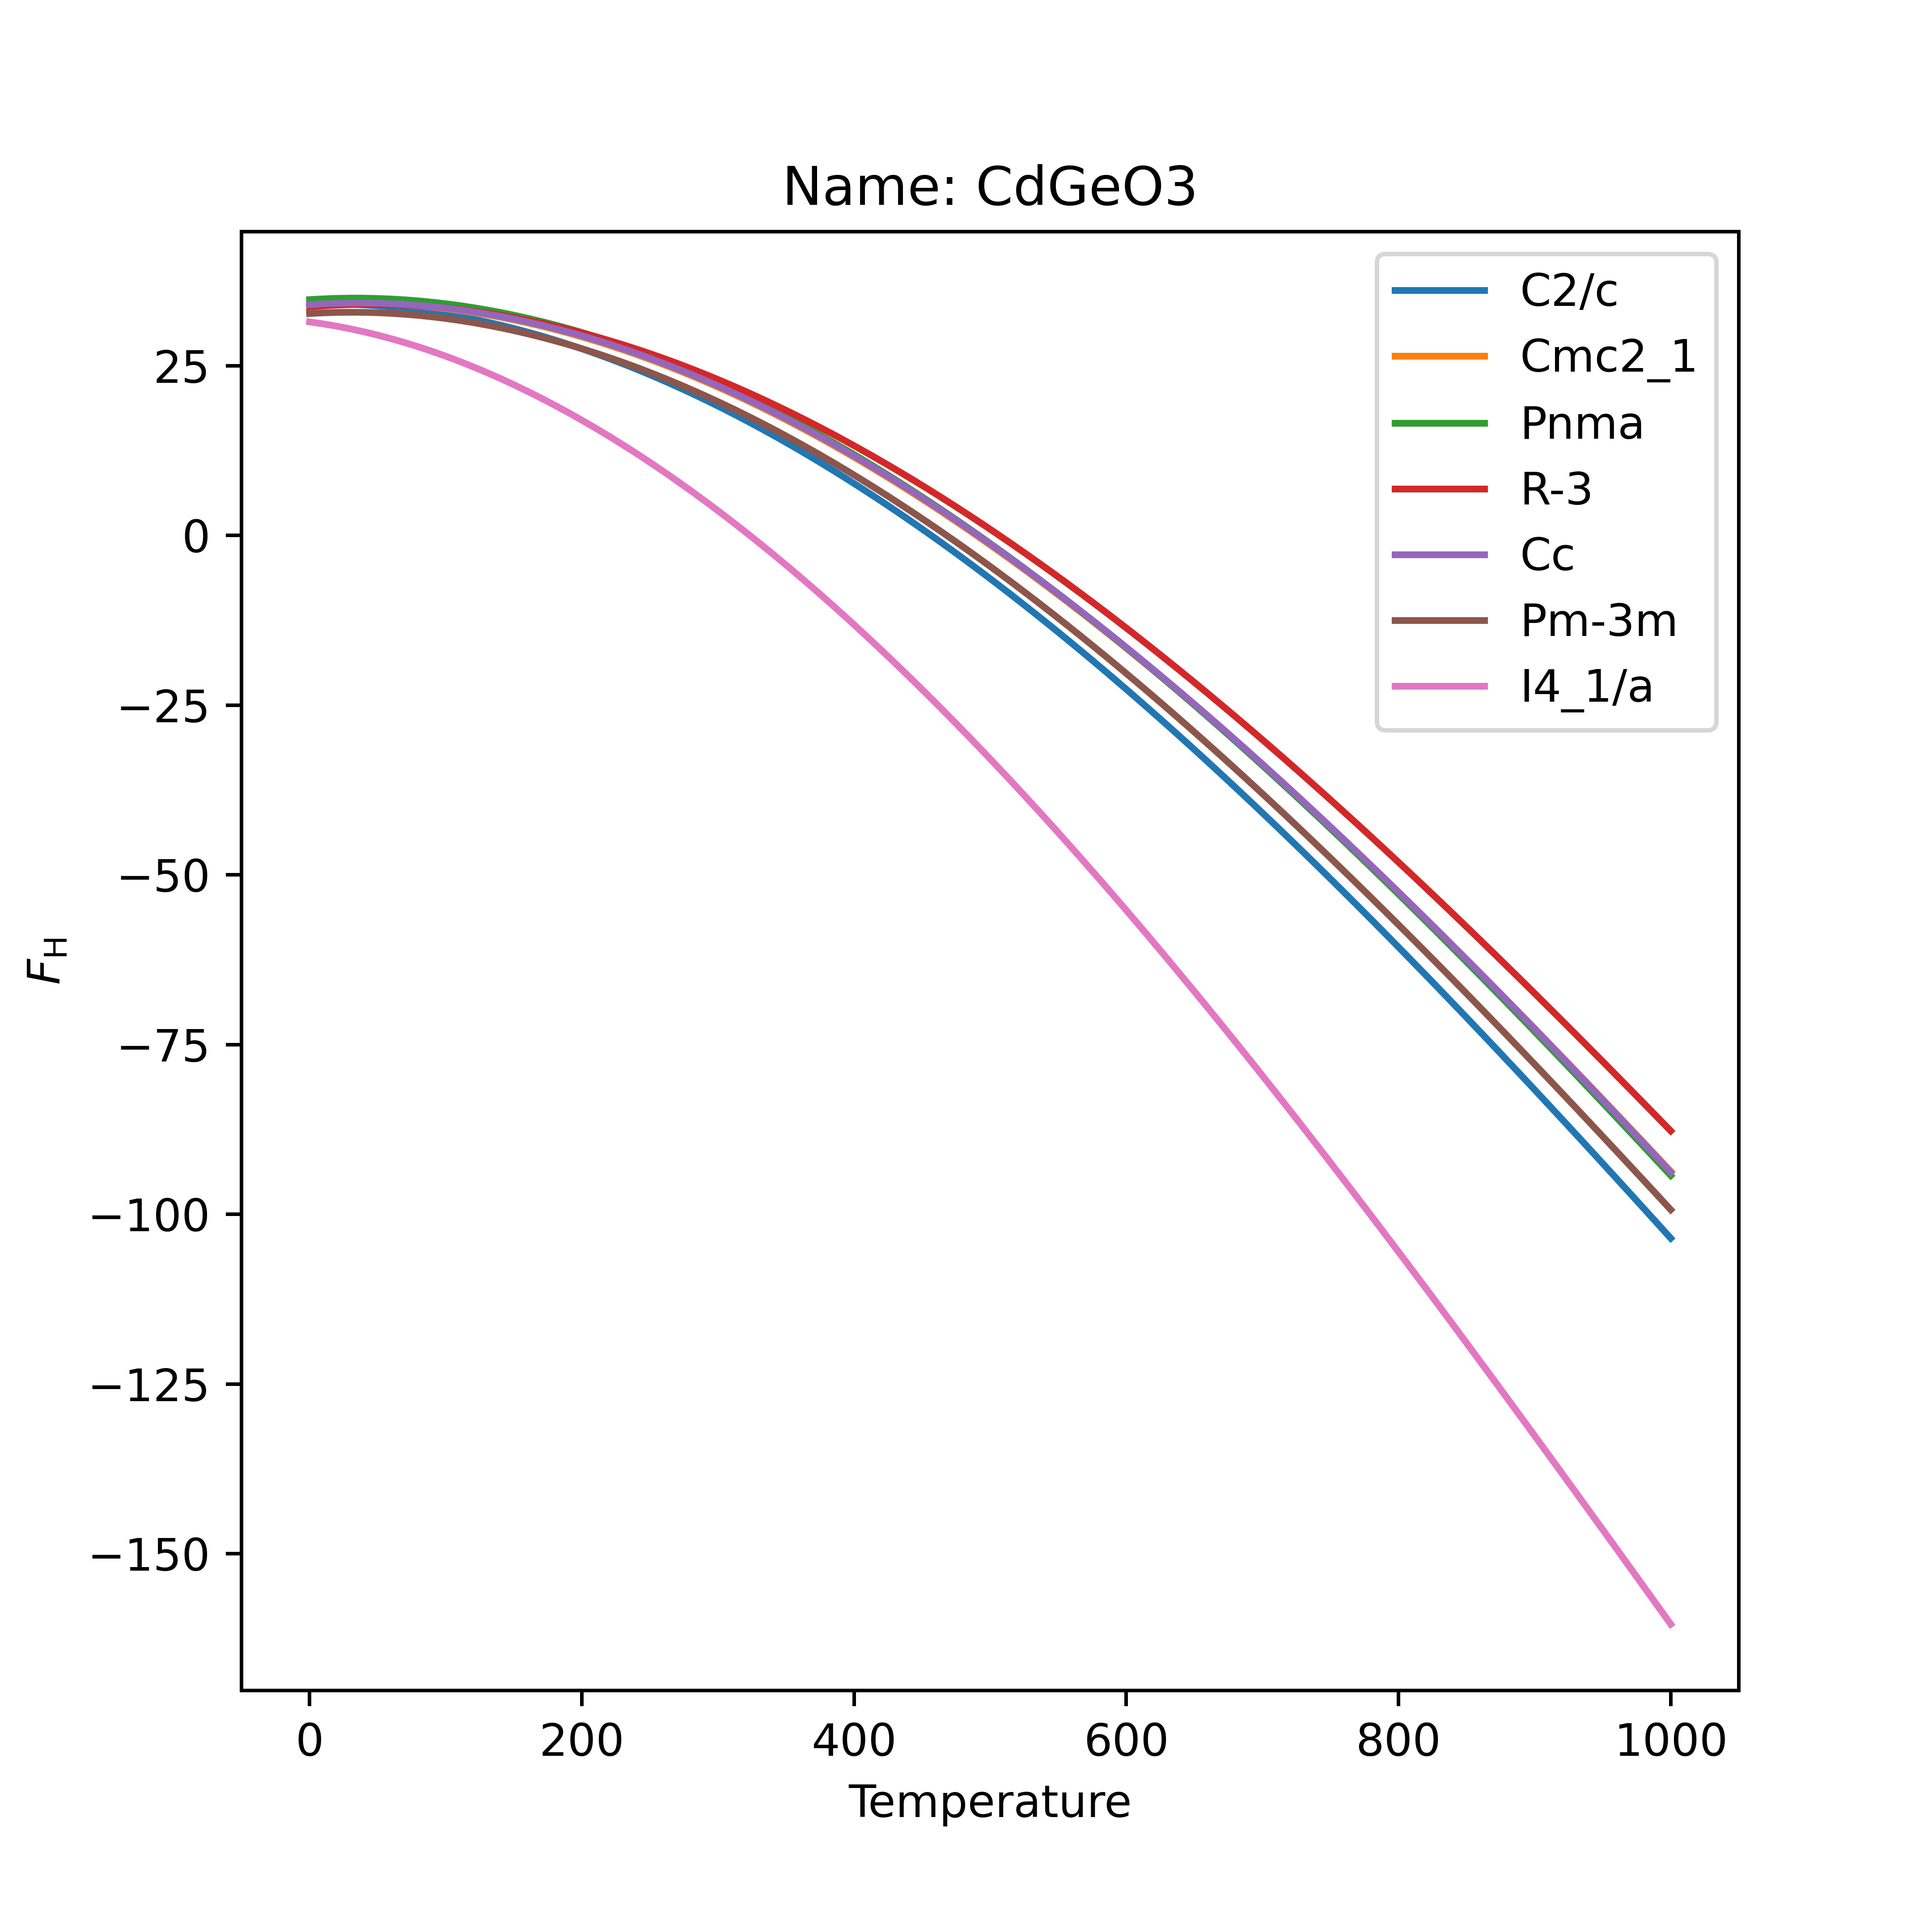 Name: CdGeO3
C2/c
Cmc2_1
Pnma
R-3
Cc
Pm-3m
I4_1/a
25
0
−25
−50
−75
−100
−125
−150
F_H
0 200 400 600 800 1000
Temperature